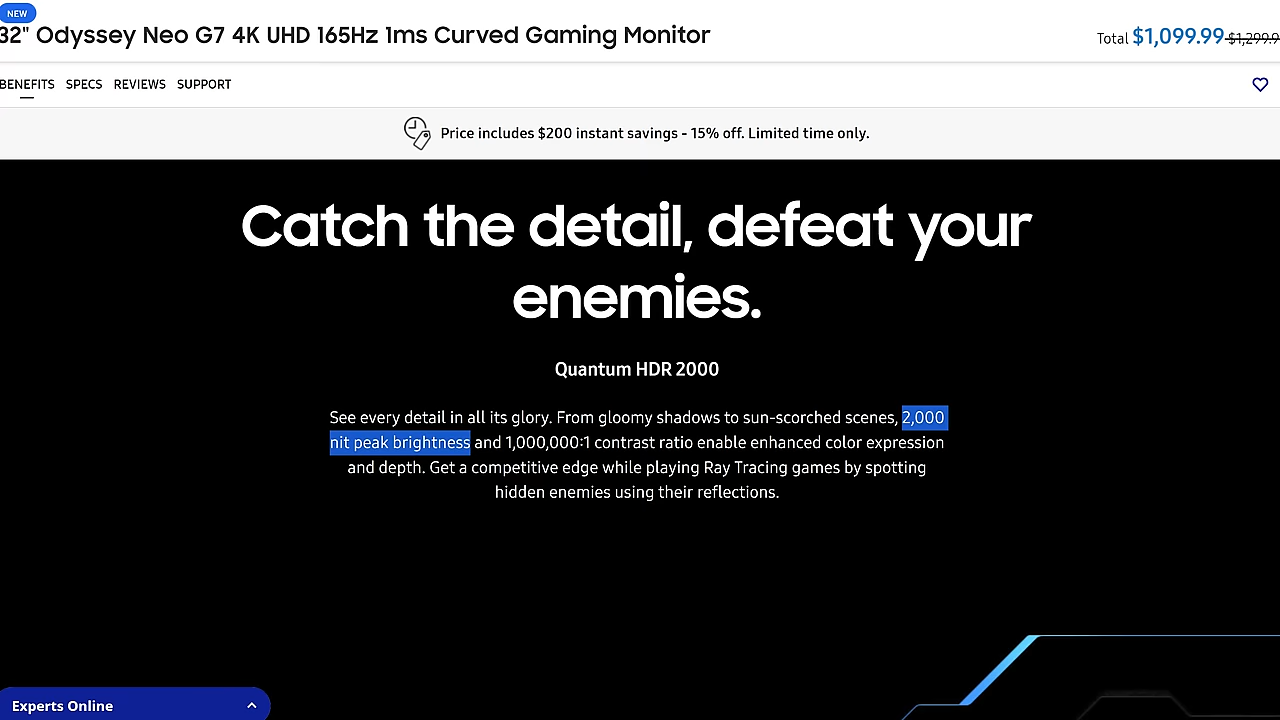 NEW
32" Odyssey Neo G7 4K UHD 165Hz 1ms Curved Gaming Monitor
Total $1,099.99 $1,299.9
BENEFITS SPECS REVIEWS SUPPORT
Price includes $200 instant savings - 15% off. Limited time only.
Catch the detail, defeat your
enemies.
Quantum HDR 2000
See every detail in all its glory. From gloomy shadows to sun-scorched scenes, 2,000
nit peak brightness and 1,000,000:1 contrast ratio enable enhanced color expression
and depth. Get a competitive edge while playing Ray Tracing games by spotting
hidden enemies using their reflections.
Experts Online